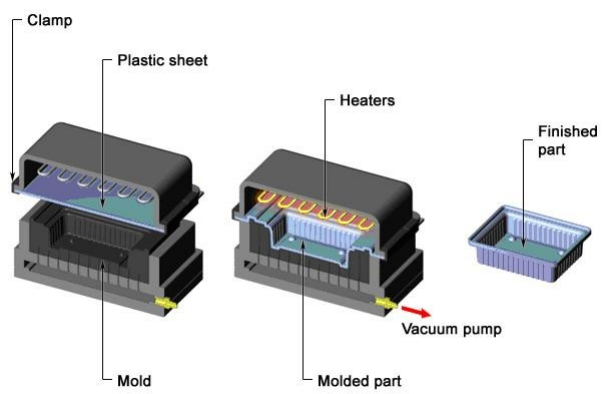 Clamp
Plastic sheet
Heaters
Finished
part
Vacuum pump
Mold
Molded part